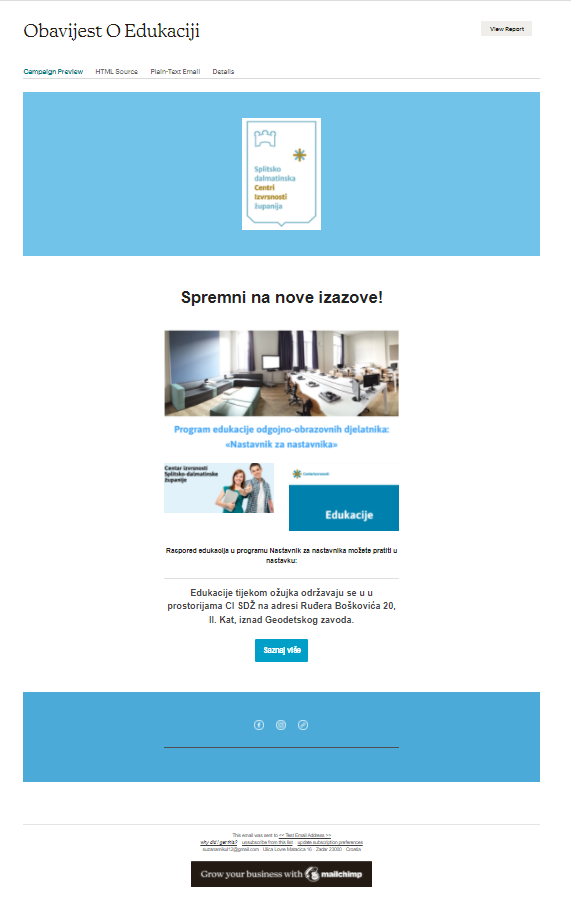 Obavijest O Edukaciji
View Report
Campaign Preview HTML Source Plain-Text Email Details
Splitsko
dalmatinska
Centri
Izvrsnosti
županija
Spremni na nove izazove!
Program edukacije odgojno-obrazovnih djelatnika:
«Nastavnik za nastavnika»
Centar izvrsnosti
Splitsko-dalmatinske
županije
Centar izvrsnosti
Edukacije
Raspored edukacija u programu Nastavnik za nastavnika možete pratiti u
nastavku:
Edukacije tijekom ožujka održavaju se u u
prostorijama CI SDŽ na adresi Ruđera Boškovića 20,
II. Kat, iznad Geodetskog zavoda.
Saznaj više
This email was sent to << Test Email Address >>
why did I get this? unsubscribe from this list update subscription preferences
Ulica Lovre Matačića 16 Zadar 23000 Croatia
Grow your business with mailchimp